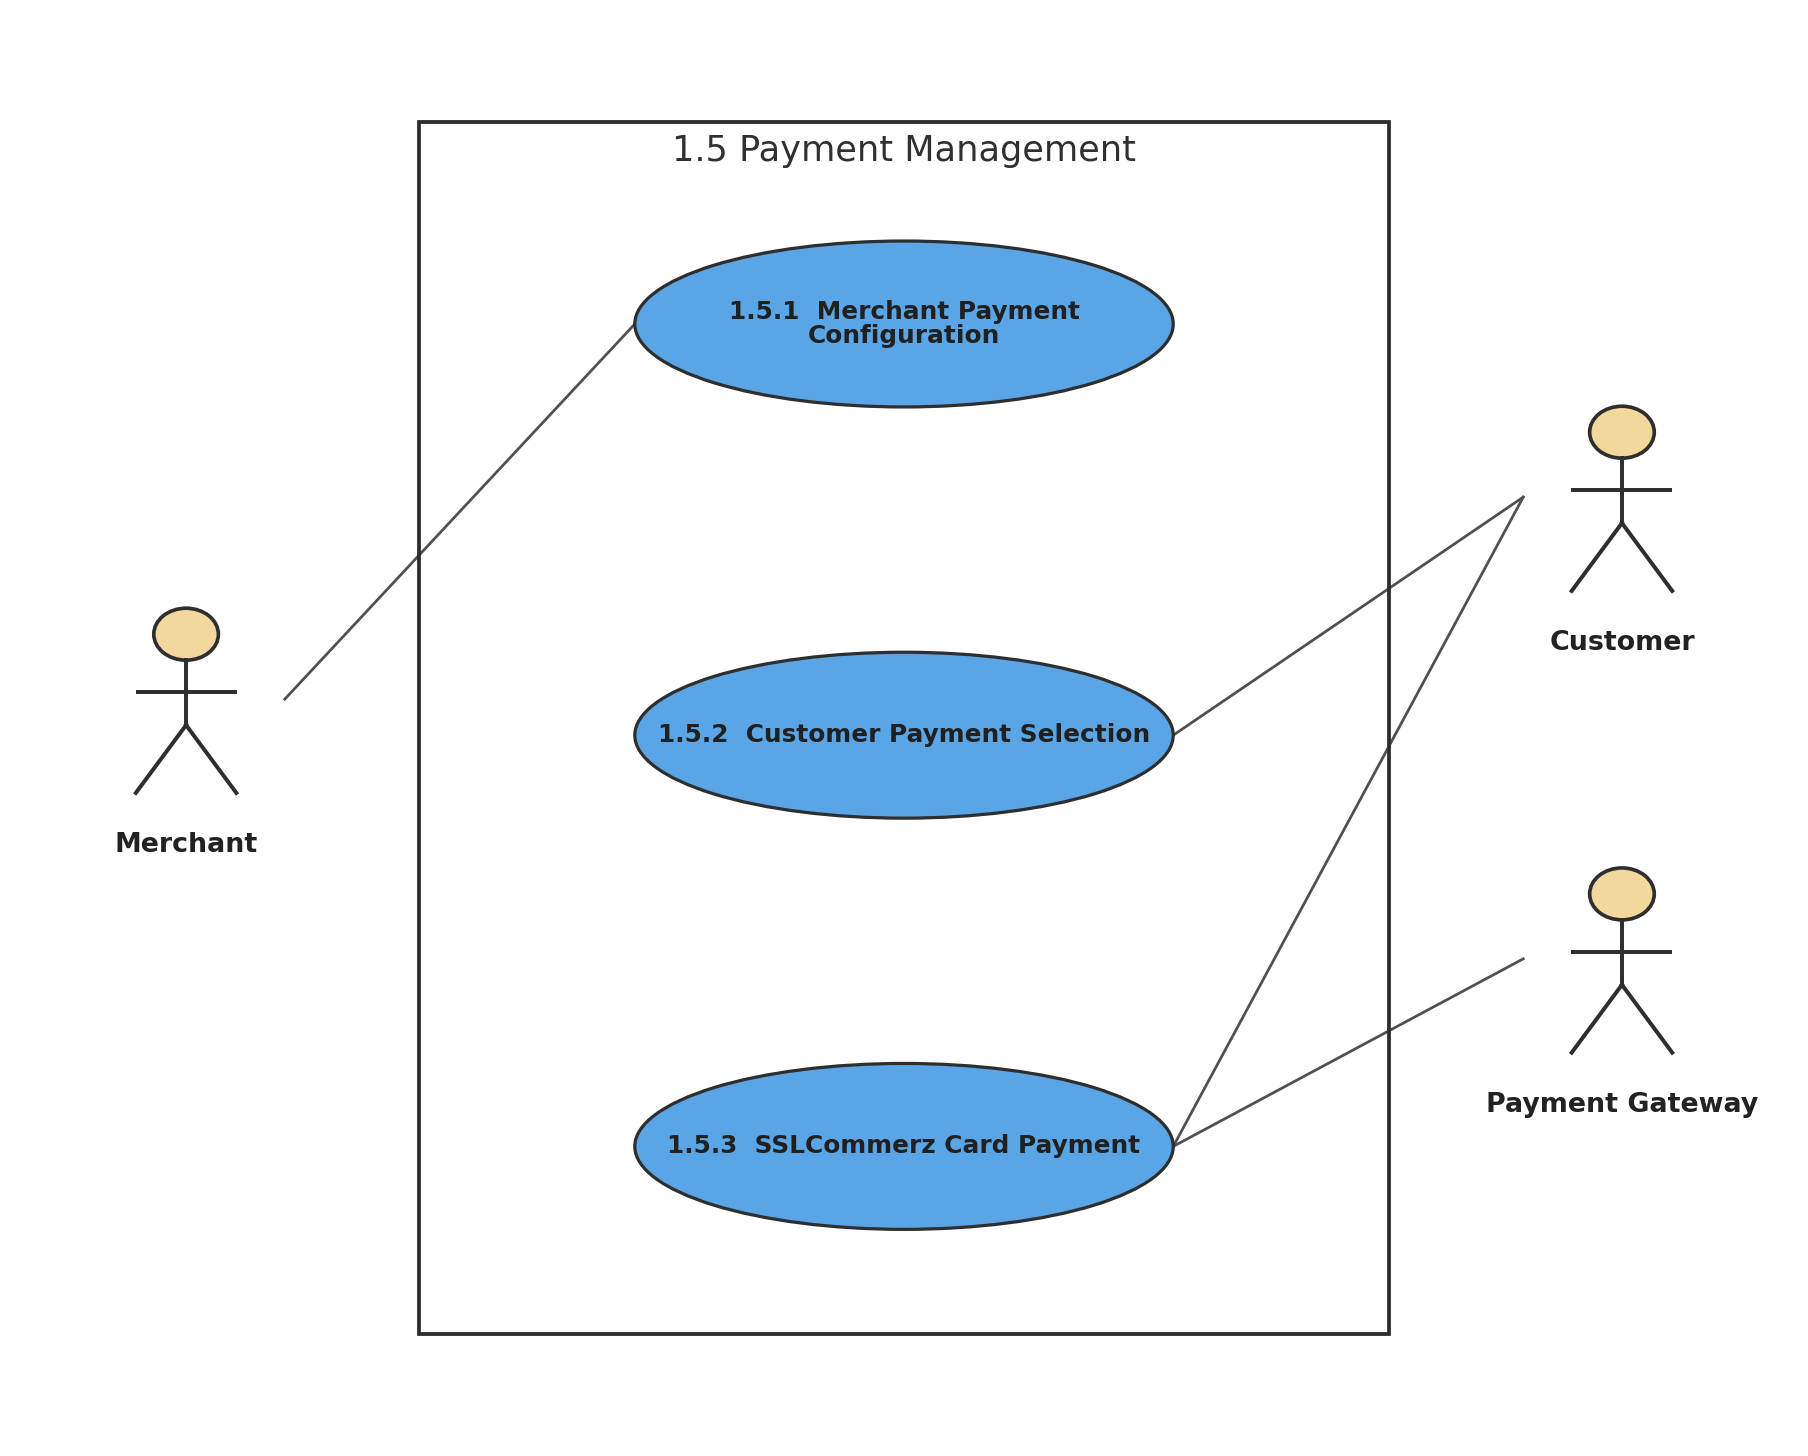 1.5 Payment Management
1.5.1  Merchant Payment
Configuration
Customer
1.5.2  Customer Payment Selection
Merchant
Payment Gateway
1.5.3  SSLCommerz Card Payment